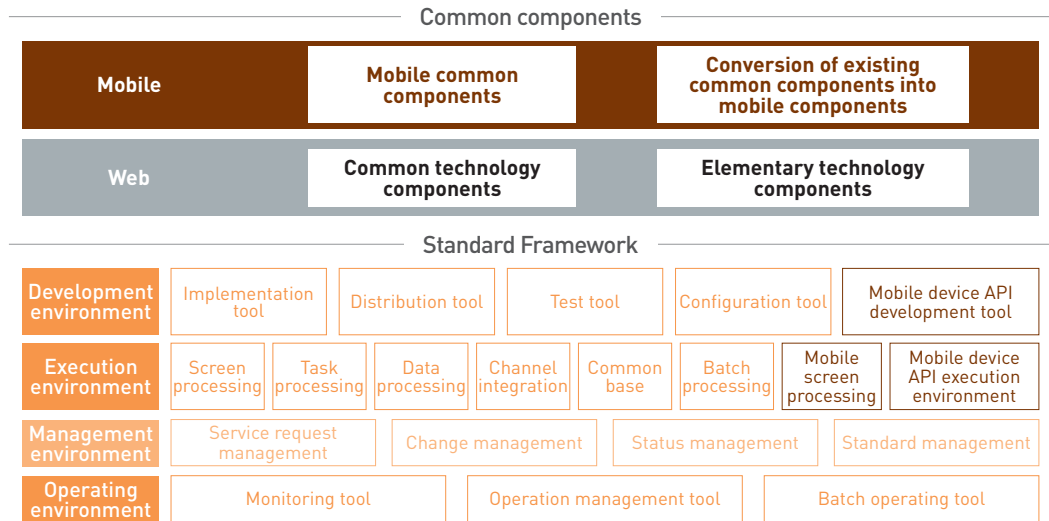 Common components
Mobile
Mobile common
components
Conversion of existing
common components into
mobile components
Web
Common technology
components
Elementary technology
components
Standard Framework
Development
environment
Implementation
tool
Distribution tool
Test tool
Configuration tool
Mobile device API
development tool
Execution
environment
Screen
processing
Task
processing
Data
processing
Channel
integration
Common
base
Batch
processing
Mobile
screen
processing
Mobile device
API execution
environment
Management
environment
Service request
management
Change management
Status management
Standard management
Operating
environment
Monitoring tool
Operation management tool
Batch operating tool